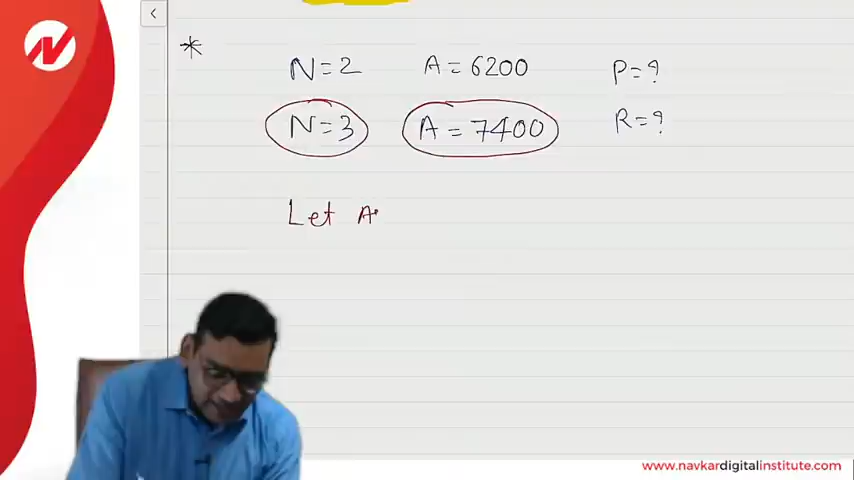 *
N=2 A=6200 P=?
N=3 A=7400 R=?
Let A
www.navkardigitalinstitute.com